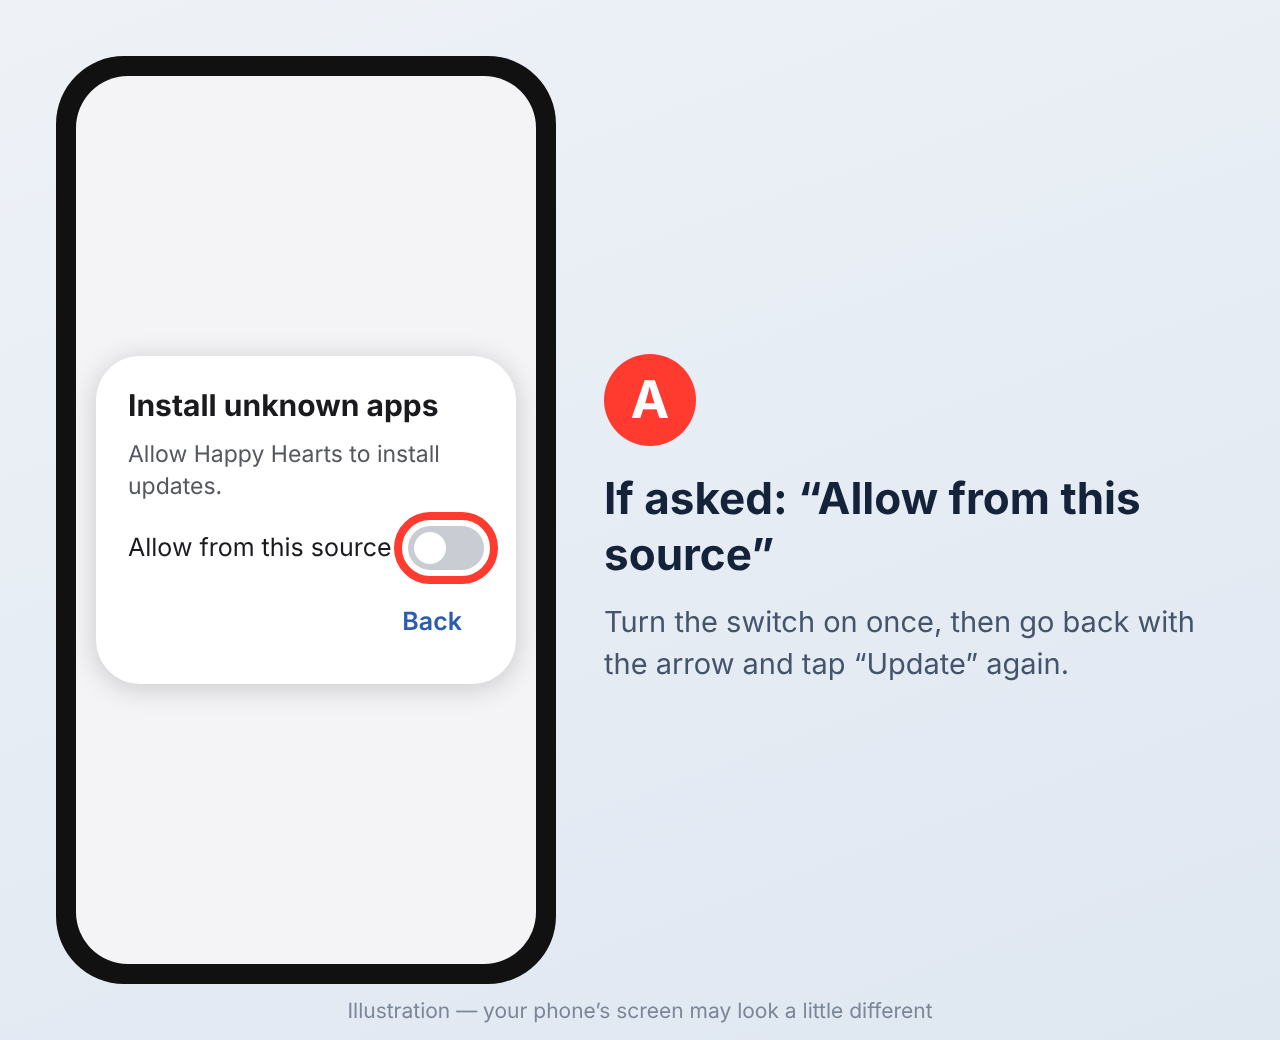 Install unknown apps
Allow Happy Hearts to install
updates.
Allow from this source
Back
A
If asked: “Allow from this
source”
Turn the switch on once, then go back with
the arrow and tap “Update” again.
Illustration — your phone’s screen may look a little different